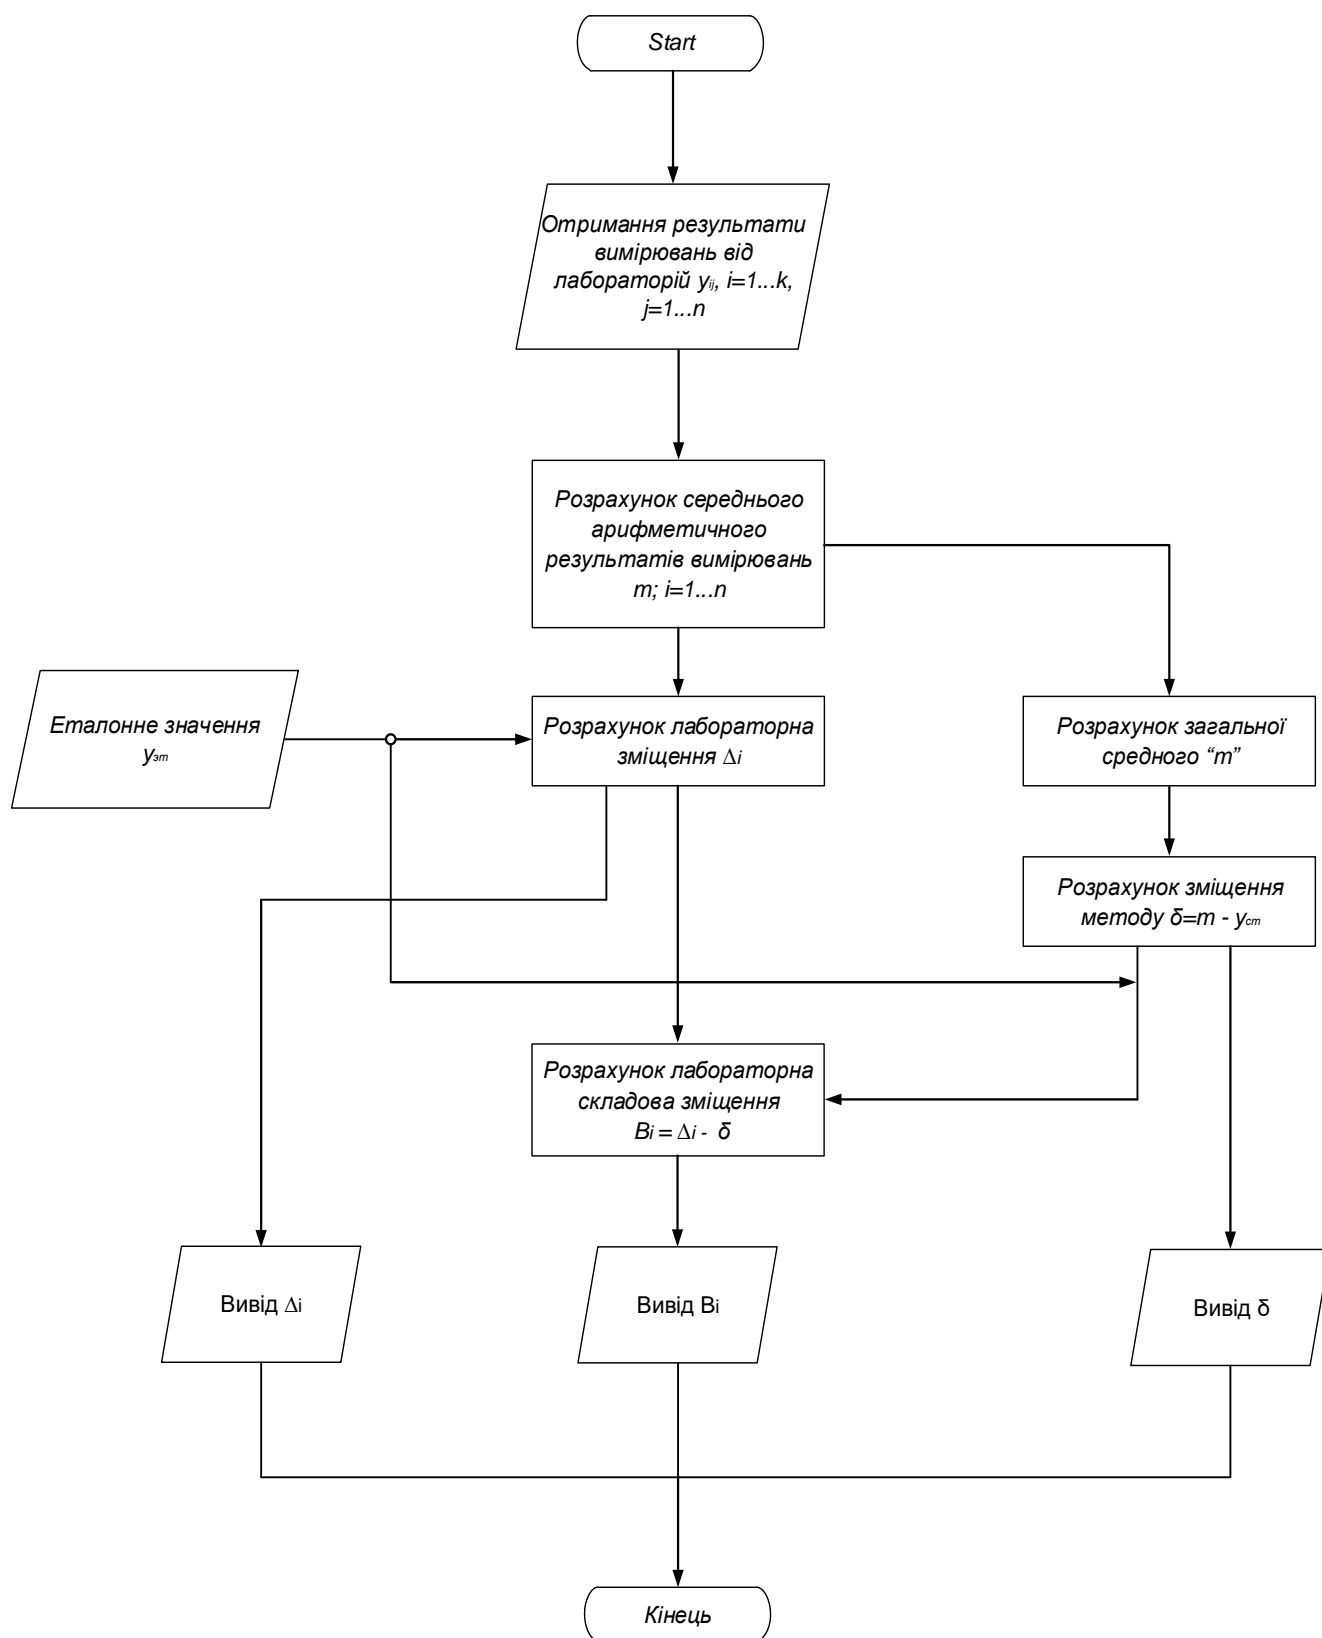 Start
Отримання результати
вимірювань від
лабораторій yij, i=1...k,
j=1...n
Розрахунок середнього
арифметичного
результатів вимірювань
m; i=1...n
Еталонне значення
yэт
Розрахунок лабораторна
зміщення Δi
Розрахунок загальної
средного “m”
Розрахунок зміщення
методу δ=m - yст
Розрахунок лабораторна
складова зміщення
Bi = Δi - δ
Вивід Δi
Вивід Bi
Вивід δ
Кінець